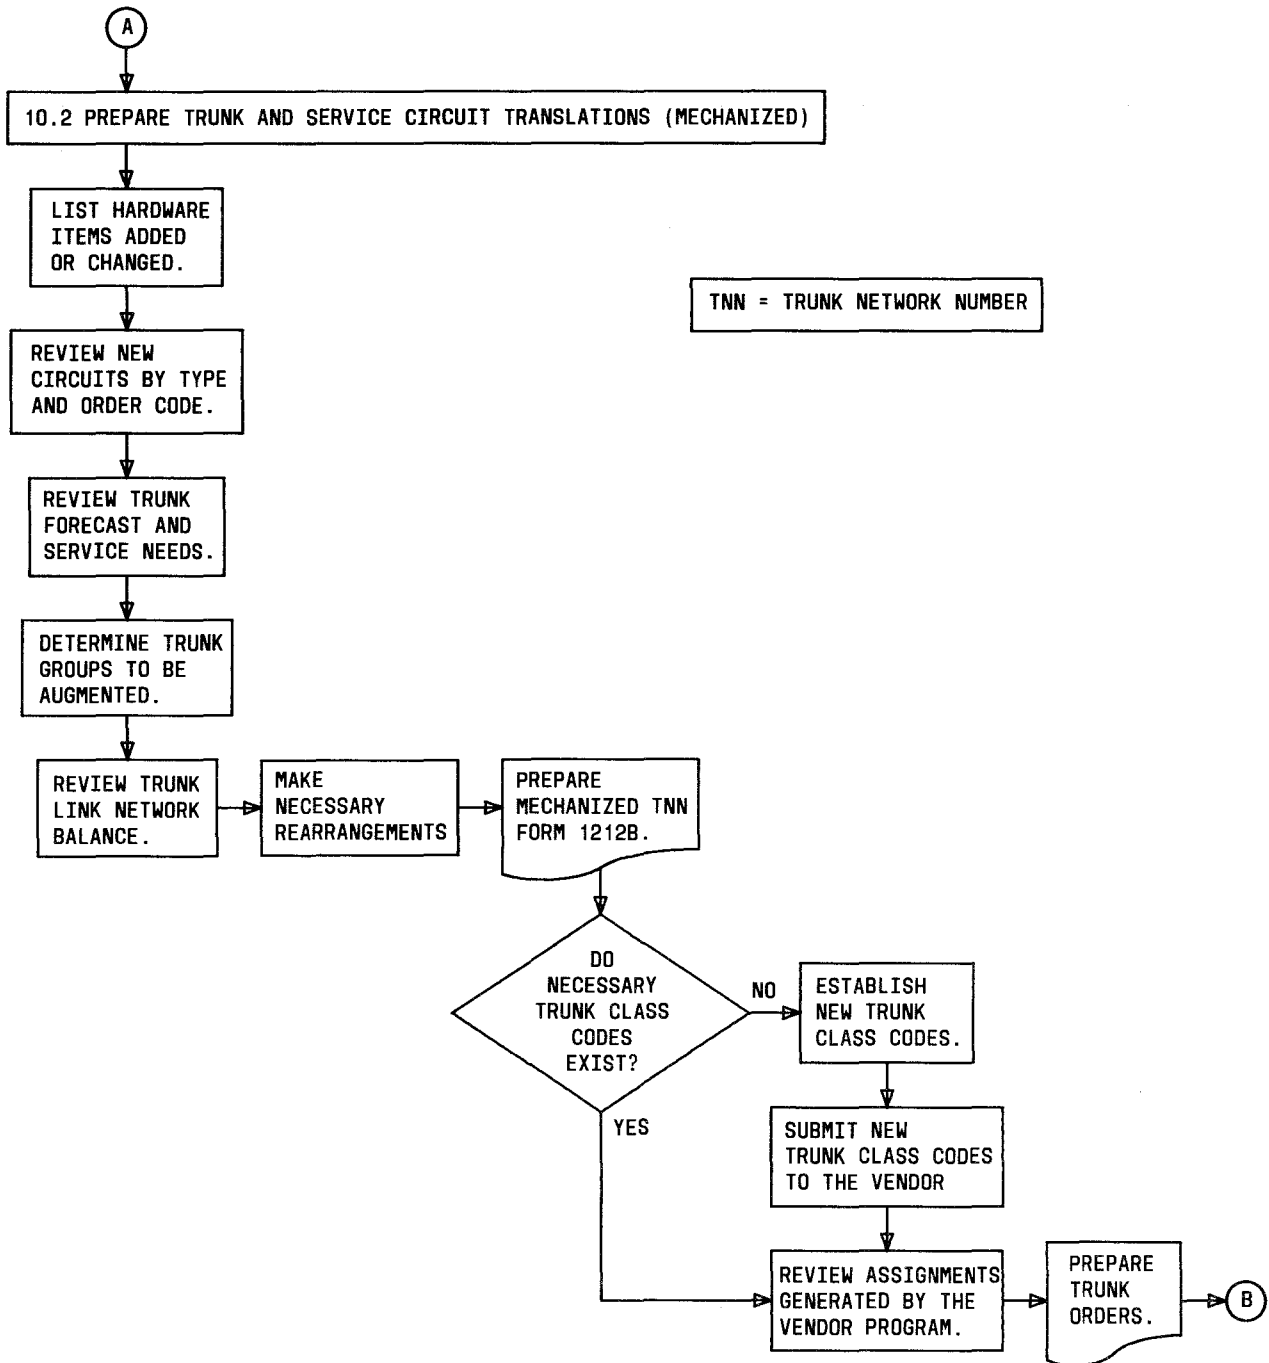 A
10.2 PREPARE TRUNK AND SERVICE CIRCUIT TRANSLATIONS (MECHANIZED)
LIST HARDWARE
ITEMS ADDED
OR CHANGED.
TNN = TRUNK NETWORK NUMBER
REVIEW NEW
CIRCUITS BY TYPE
AND ORDER CODE.
REVIEW TRUNK
FORECAST AND
SERVICE NEEDS.
DETERMINE TRUNK
GROUPS TO BE
AUGMENTED.
REVIEW TRUNK
LINK NETWORK
BALANCE.
MAKE
NECESSARY
REARRANGEMENTS
PREPARE
MECHANIZED TNN
FORM 1212B.
DO
NECESSARY
TRUNK CLASS
CODES
EXIST?
NO
ESTABLISH
NEW TRUNK
CLASS CODES.
YES
SUBMIT NEW
TRUNK CLASS CODES
TO THE VENDOR
REVIEW ASSIGNMENTS
GENERATED BY THE
VENDOR PROGRAM.
PREPARE
TRUNK
ORDERS.
B